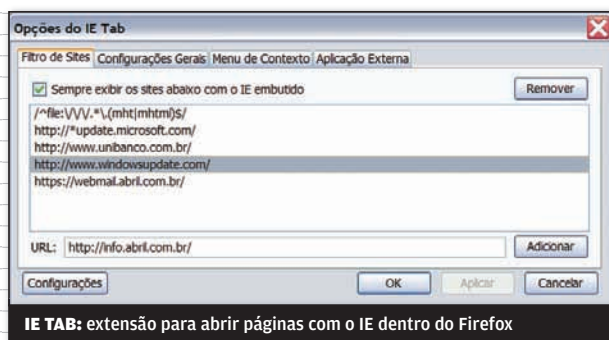 Opções do IE Tab
Filtro de Sites Configurações Gerais Menu de Contexto Aplicação Externa
Sempre exibir os sites abaixo com o IE embutido
Remover
/^file:\/\/\/.*\.(mht|mhtml)$/
http://*update.microsoft.com/
http://www.unibanco.com.br/
http://www.windowsupdate.com/
https://webmail.abril.com.br/
URL: http://info.abril.com.br/ Adicionar
Configurações OK Aplicar Cancelar
IE TAB: extensão para abrir páginas com o IE dentro do Firefox